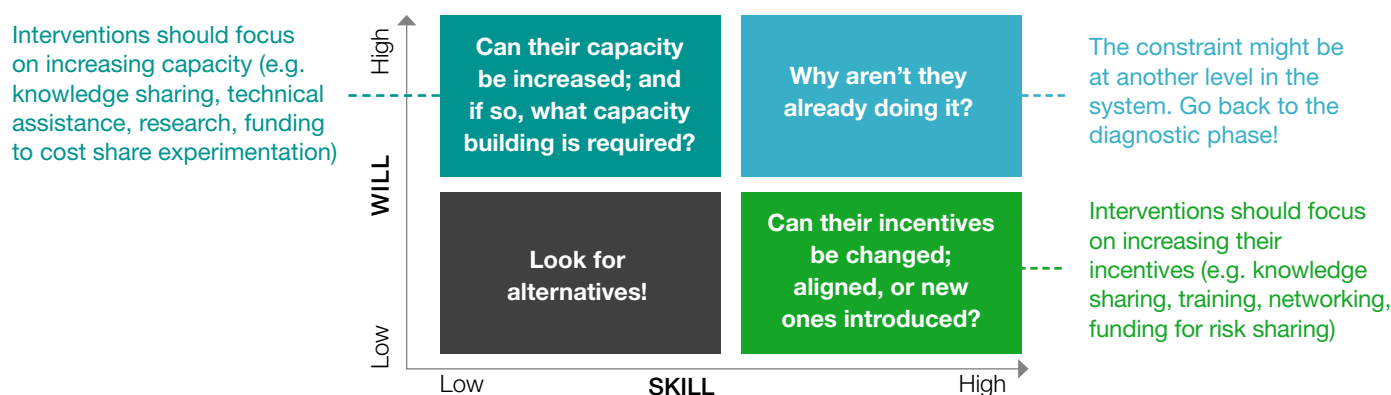 Interventions should focus
on increasing capacity (e.g.
knowledge sharing, technical
assistance, research, funding
to cost share experimentation)
High
WILL
Low
Can their capacity
be increased; and
if so, what capacity
building is required?
Why aren't they
already doing it?
The constraint might be
at another level in the
system. Go back to the
diagnostic phase!
Look for
alternatives!
Can their incentives
be changed;
aligned, or new
ones introduced?
Interventions should focus
on increasing their
incentives (e.g. knowledge
sharing, training, networking,
funding for risk sharing)
Low
SKILL
High